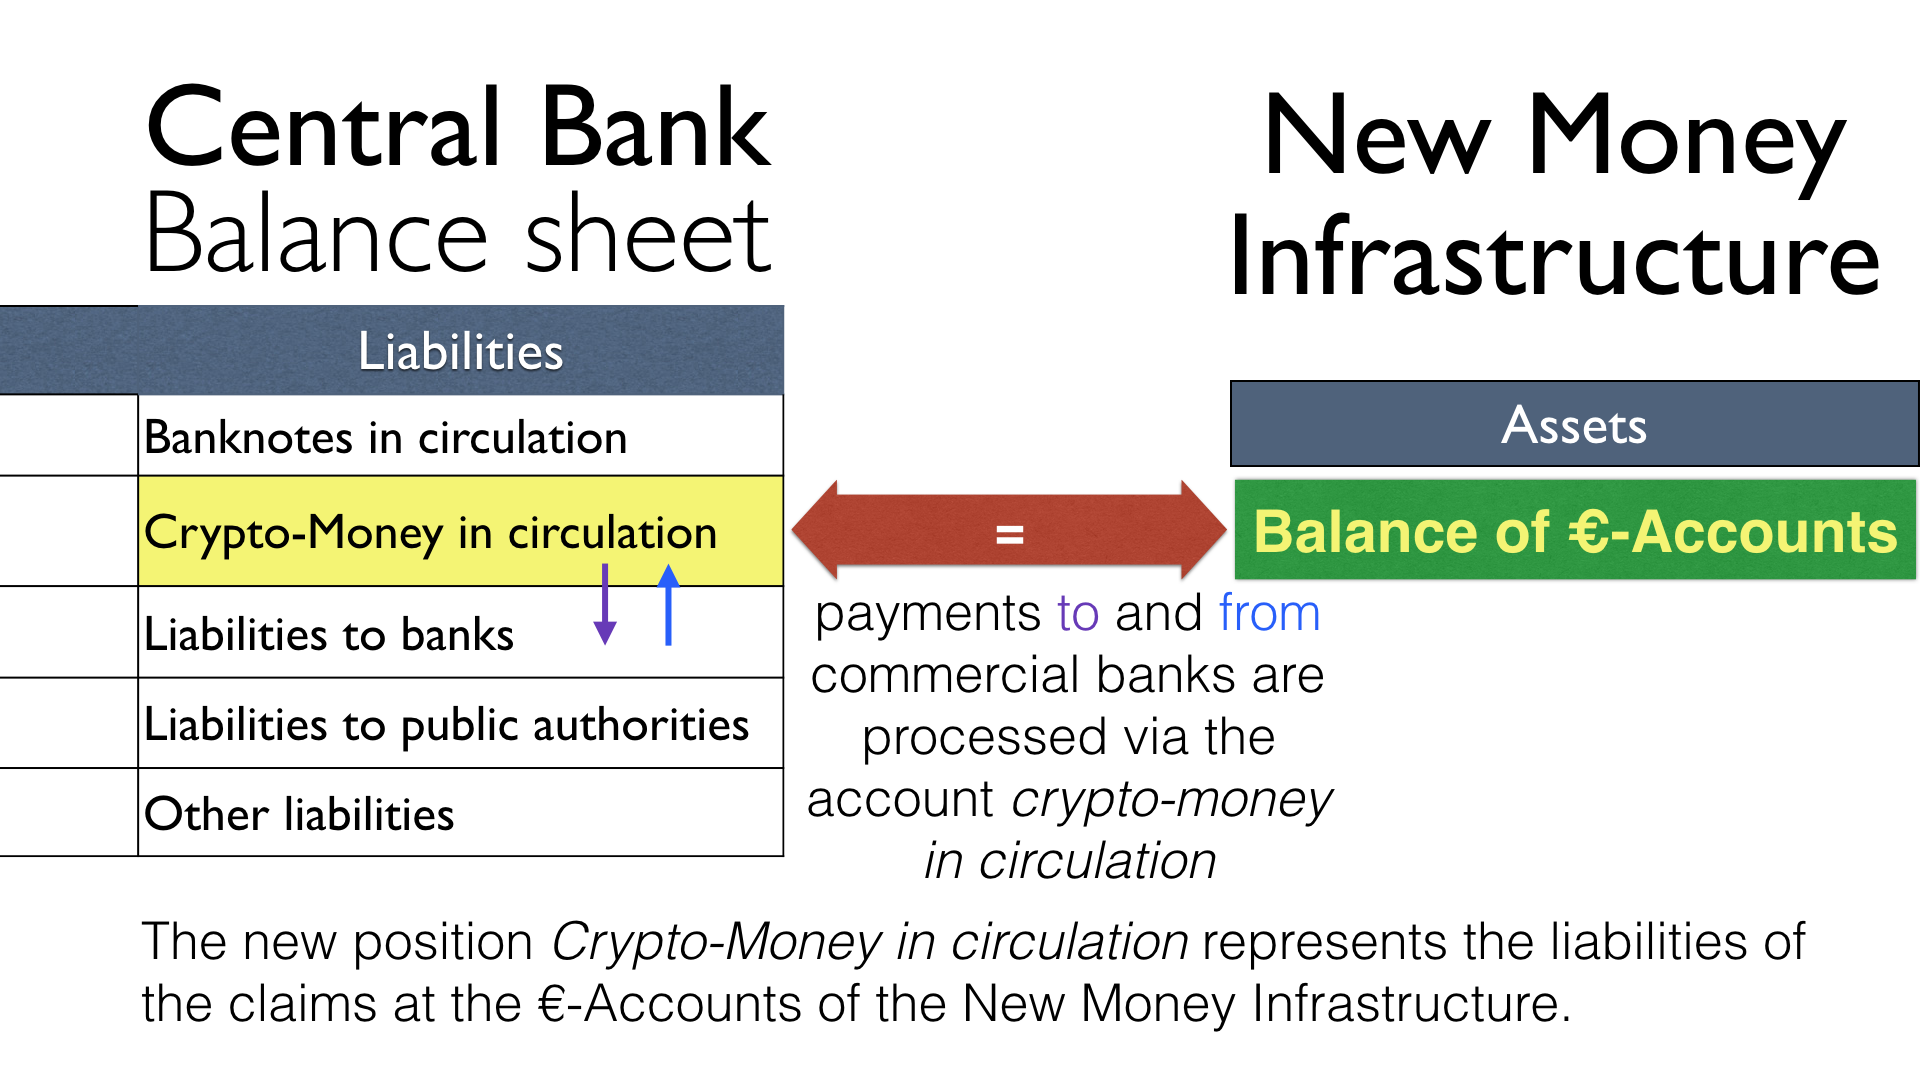 Central Bank
Balance sheet
New Money
Infrastructure
Liabilities
Banknotes in circulation
Crypto-Money in circulation
Liabilities to banks
Liabilities to public authorities
Other liabilities
=
Assets
Balance of €-Accounts
payments to and from
commercial banks are
processed via the
account crypto-money
in circulation
The new position Crypto-Money in circulation represents the liabilities of
the claims at the €-Accounts of the New Money Infrastructure.